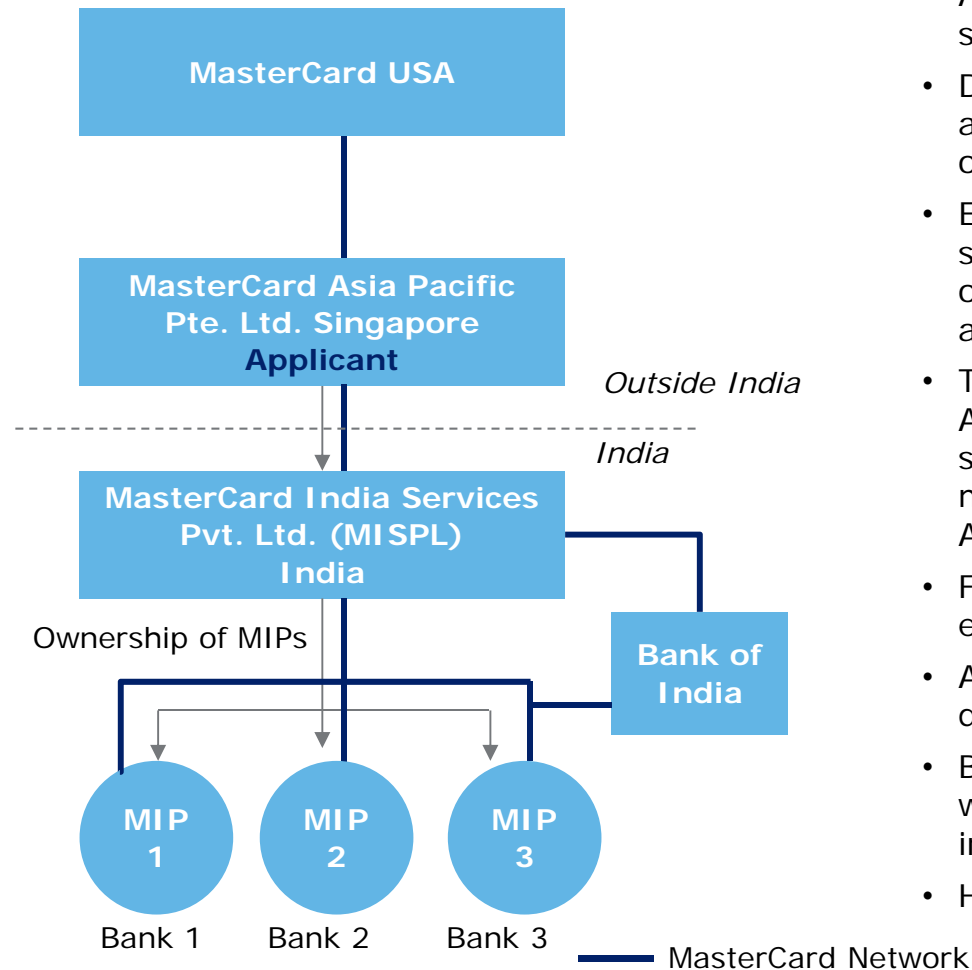 MasterCard USA
MasterCard Asia Pacific
Pte. Ltd. Singapore
Applicant
Outside India
India
MasterCard India Services
Pvt. Ltd. (MISPL)
India
Ownership of MIPs
Bank of
India
MIP
1
MIP
2
MIP
3
Bank 1
Bank 2
Bank 3
MasterCard Network